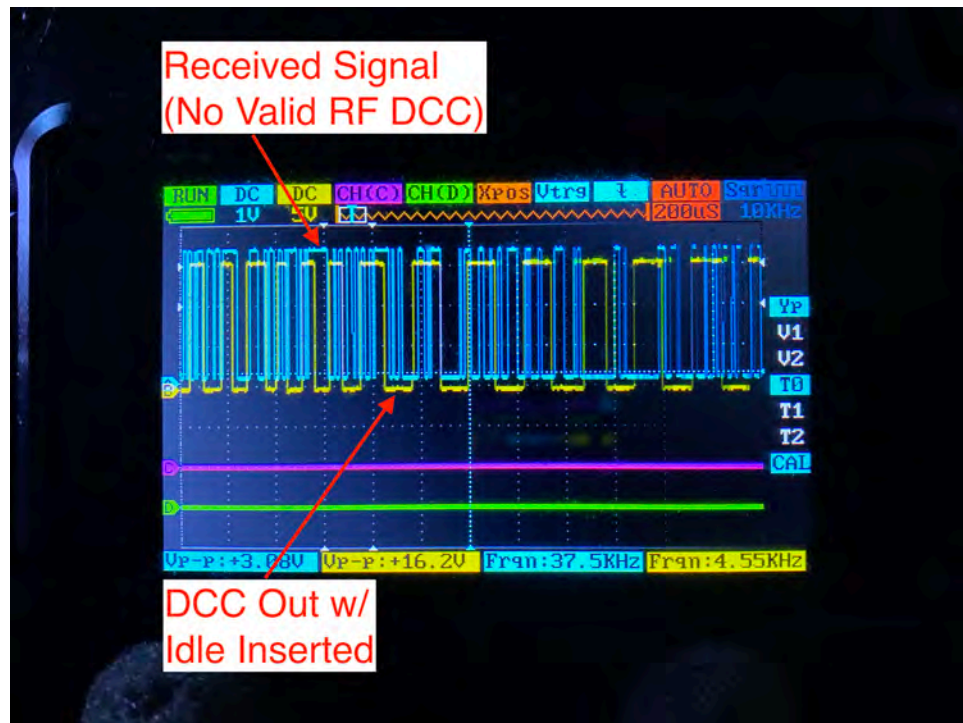 Received Signal
(No Valid RF DCC)
RUN DC DC CH(C) CH(D) Xpos Vtrg AUTO
1V 5V 200uS 10KHz
Yp
V1
V2
B T0
T1
T2
C CAL
D
Vp-p:+3.08V Vp-p:+16.2V Frqn:37.5KHz Frqn:4.55KHz
DCC Out w/
Idle Inserted